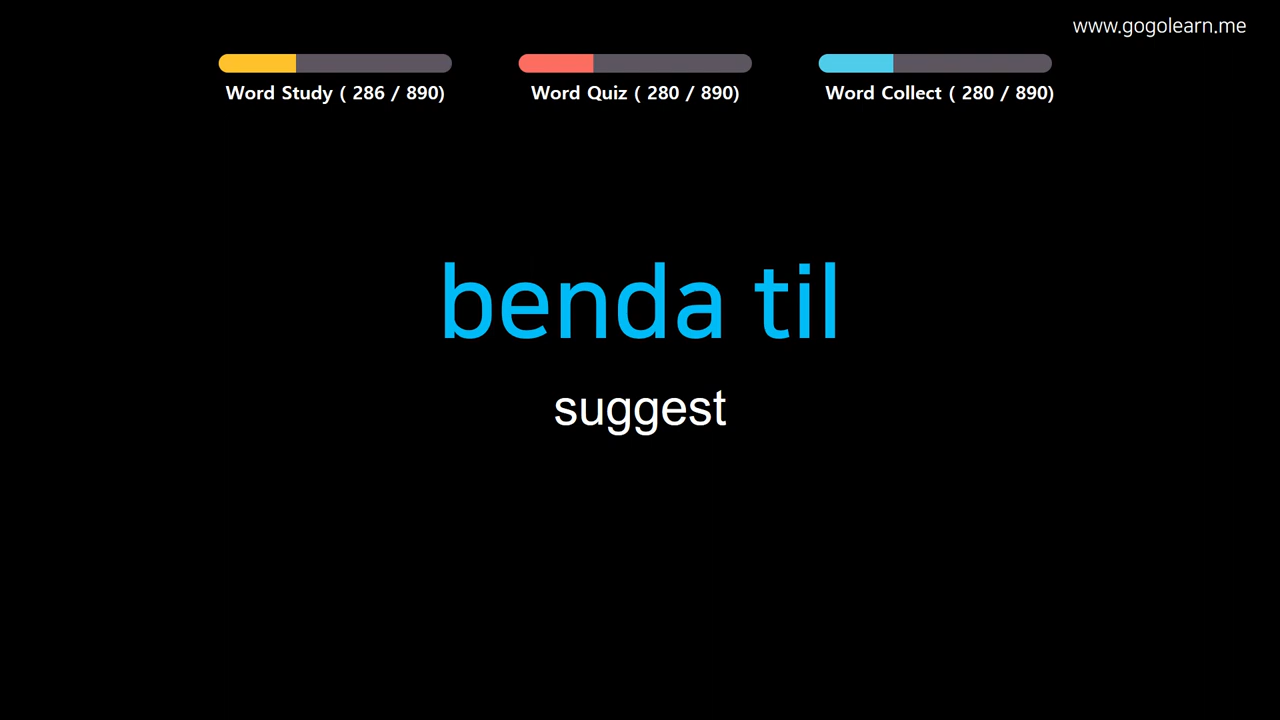 www.gogolearn.me
Word Study ( 286 / 890)
Word Quiz ( 280 / 890)
Word Collect ( 280 / 890)
benda til
suggest